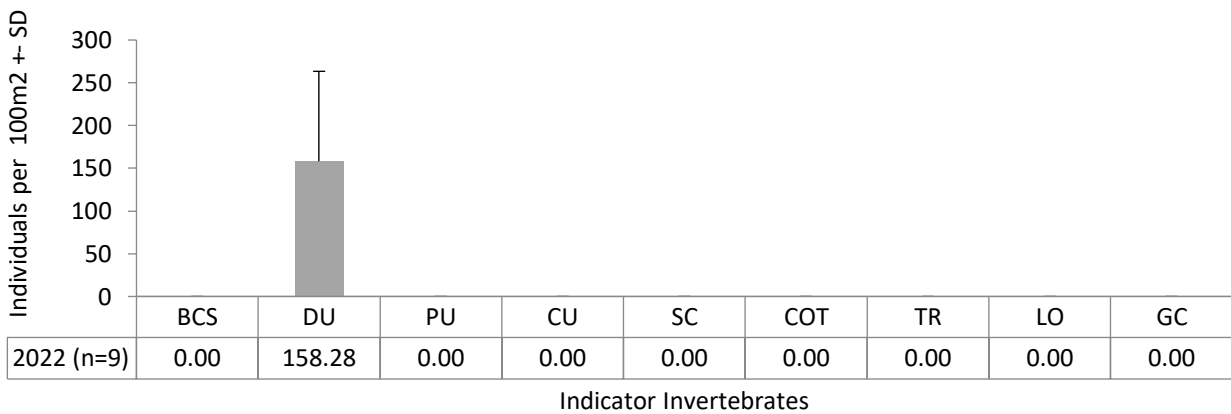 Individuals per 100m2 +- SD
300
250
200
150
100
50
0
BCS DU PU CU SC COT TR LO GC
2022 (n=9) 0.00 158.28 0.00 0.00 0.00 0.00 0.00 0.00 0.00
Indicator Invertebrates